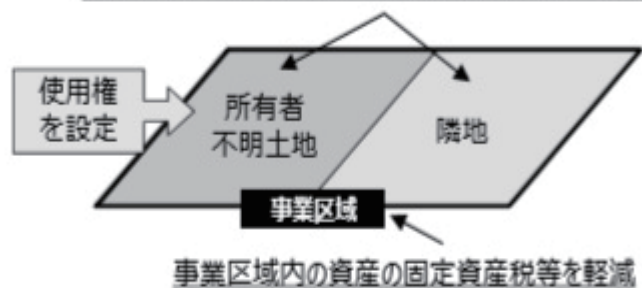 使用権
を設定
所有者
不明土地
隣地
事業区域
事業区域内の資産の固定資産税等を軽減